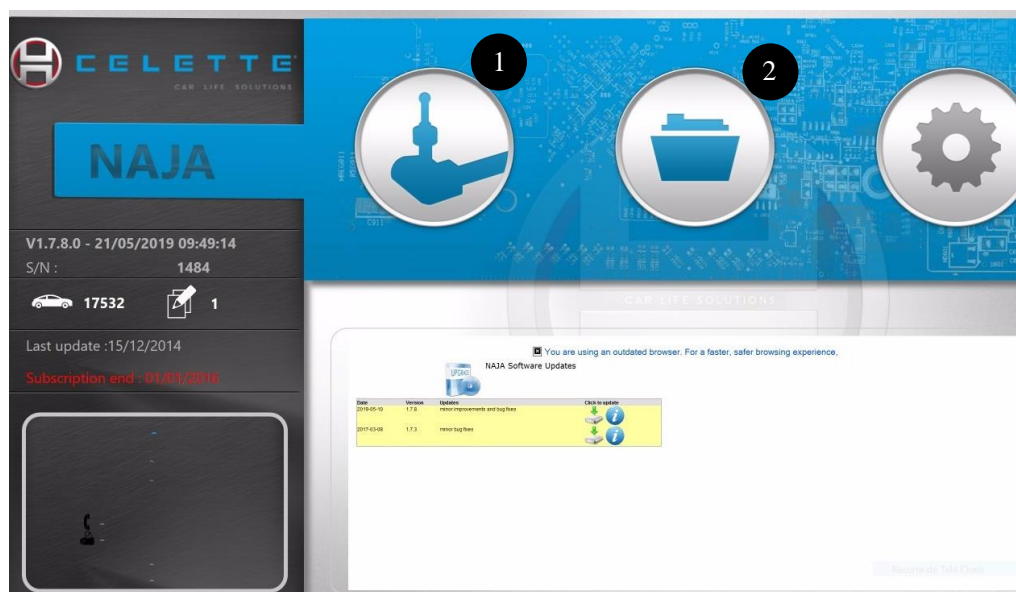 CELETTE
CAR LIFE SOLUTIONS
NAJA
V1.7.8.0 - 21/05/2019 09:49:14
S/N : 1484
17532 1
Last update :15/12/2014
Subscription end : 01/01/2016
1
2
C911
CAR LIFE SOLUTIONS
You are using an outdated browser. For a faster, safer browsing experience,
NAJA Software Updates
UPGRADE
Date Version Updates Click to update
2019-05-10 1.7.8 minor improvements and bug fixes
2017-03-08 1.7.3 minor bug fixes